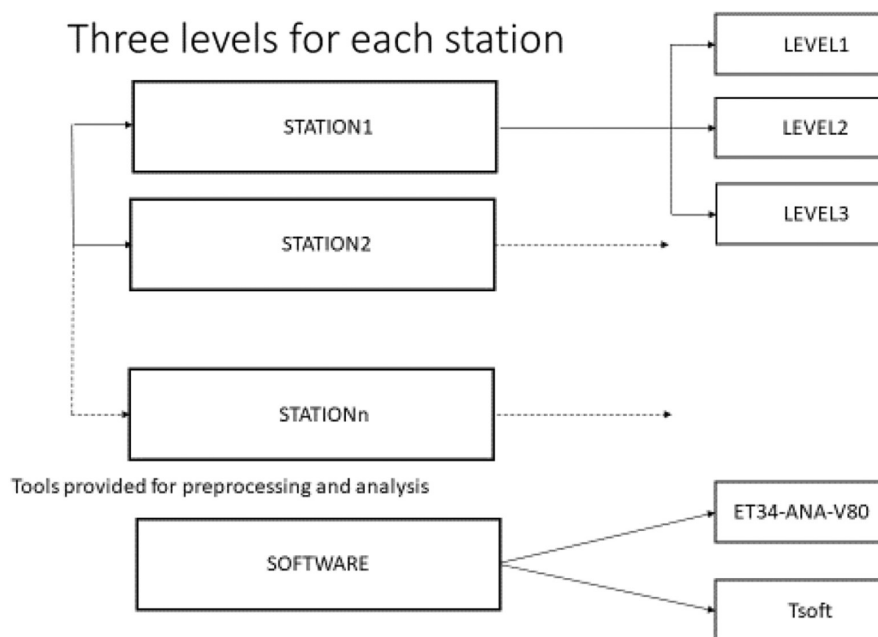 Three levels for each station
LEVEL1
STATION1
LEVEL2
LEVEL3
STATION2
STATIONn
Tools provided for preprocessing and analysis
ET34-ANA-V80
SOFTWARE
Tsoft